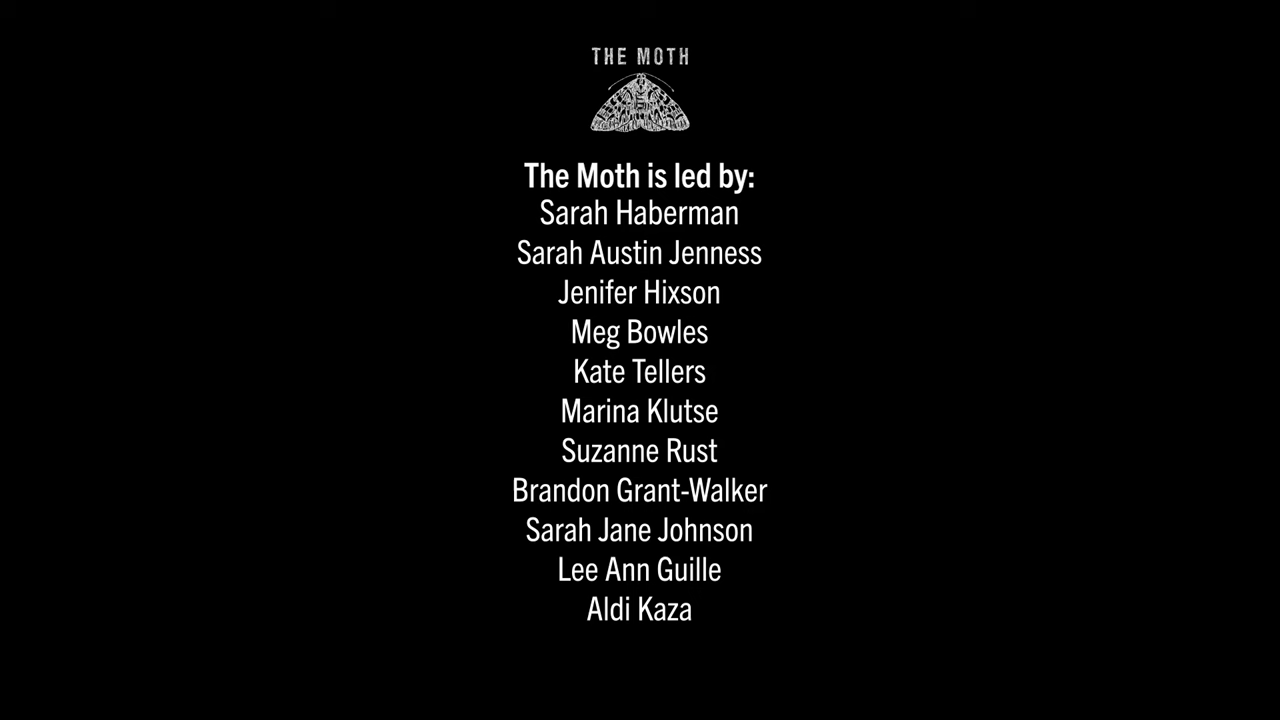 THE MOTH
The Moth is led by:
Sarah Haberman
Sarah Austin Jenness
Jenifer Hixson
Meg Bowles
Kate Tellers
Marina Klutse
Suzanne Rust
Brandon Grant-Walker
Sarah Jane Johnson
Lee Ann Guille
Aldi Kaza